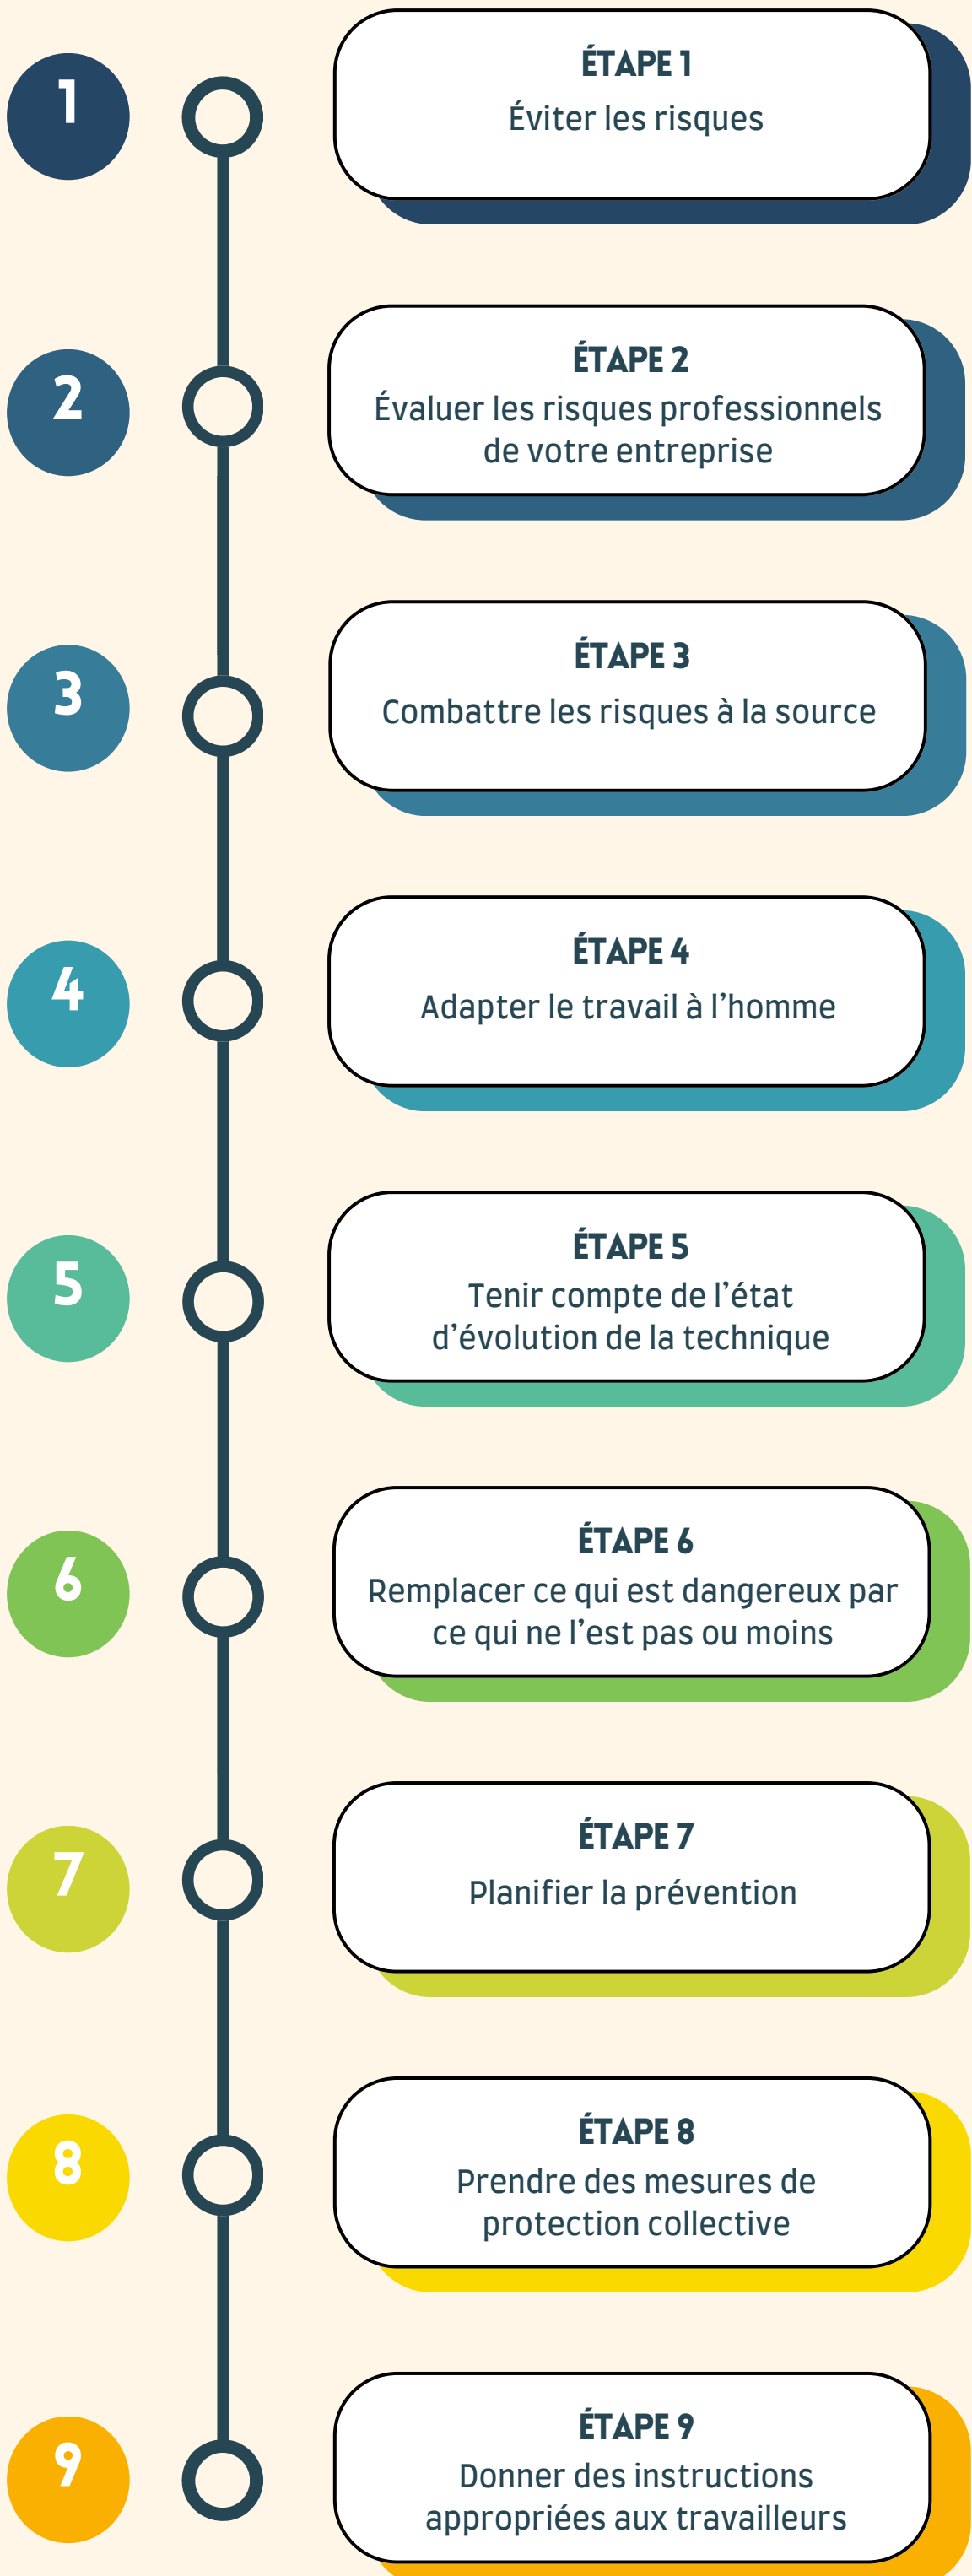 1
ÉTAPE 1
Éviter les risques
2
ÉTAPE 2
Évaluer les risques professionnels
de votre entreprise
3
ÉTAPE 3
Combattre les risques à la source
4
ÉTAPE 4
Adapter le travail à l’homme
5
ÉTAPE 5
Tenir compte de l’état
d’évolution de la technique
6
ÉTAPE 6
Remplacer ce qui est dangereux par
ce qui ne l’est pas ou moins
7
ÉTAPE 7
Planifier la prévention
8
ÉTAPE 8
Prendre des mesures de
protection collective
9
ÉTAPE 9
Donner des instructions
appropriées aux travailleurs